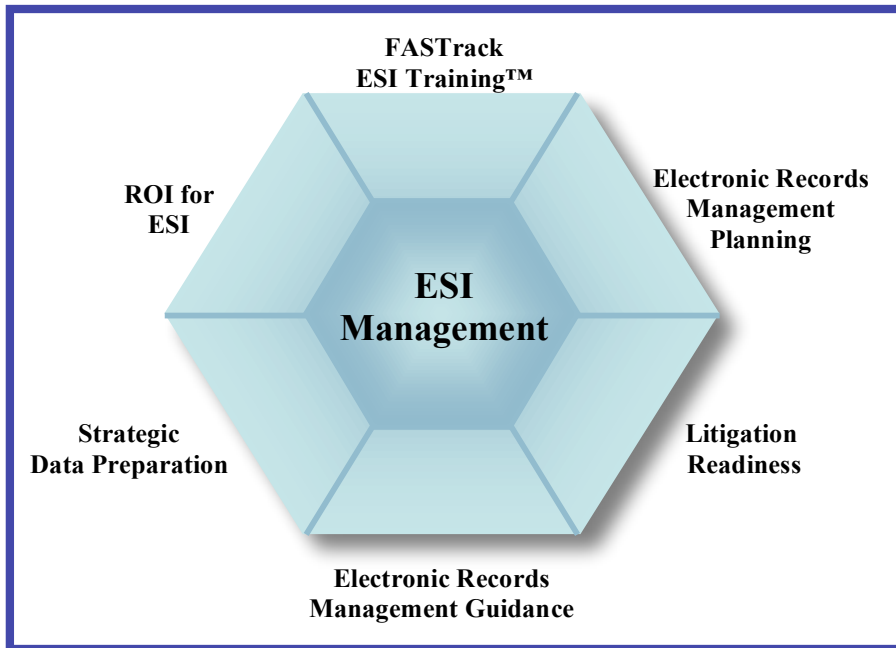 FASTrack
ESI Training™
Electronic Records
Management
Planning
ROI for
ESI
ESI
Management
Strategic
Data Preparation
Litigation
Readiness
Electronic Records
Management Guidance